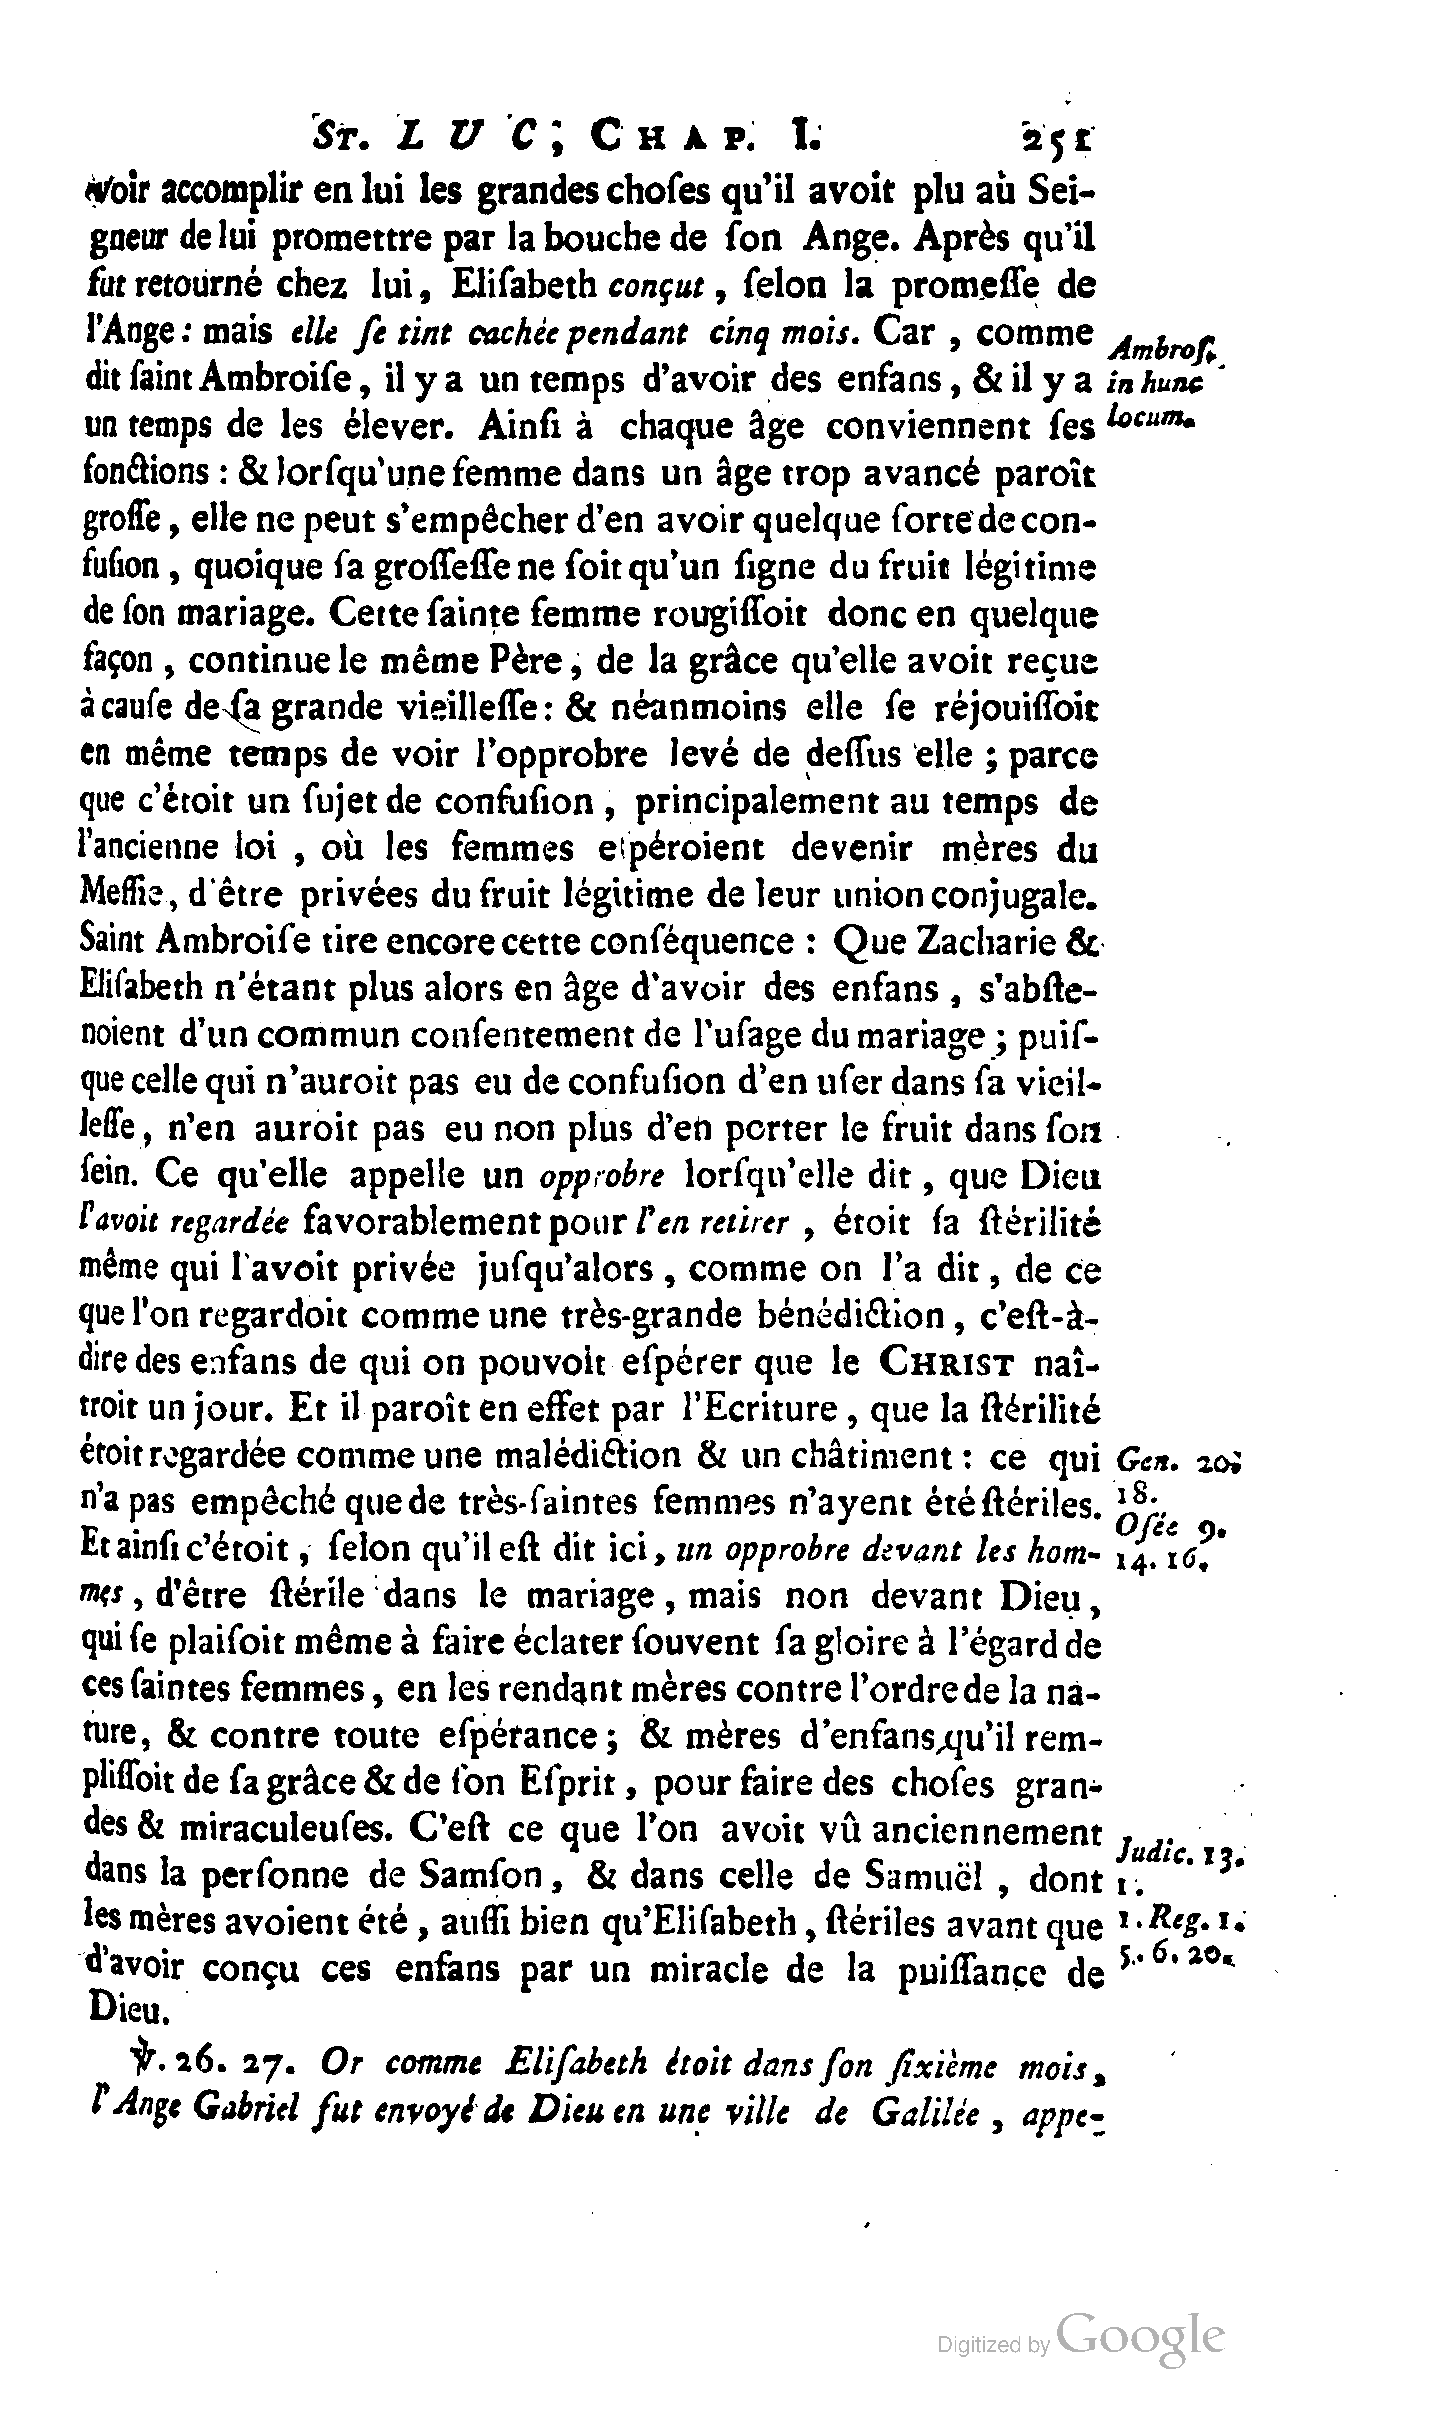 ST. LUC, CHAP. I. 251
voir accomplir en lui les grandes choſes qu'il avoit plu au Sei-
gneur de lui promettre par la bouche de ſon Ange. Après qu'il
fut retourné chez lui, Eliſabeth conçut, ſelon la promeſſe de
l'Ange: mais elle ſe tint cachée pendant cinq mois. Car, comme
Ambroſ.
dit ſaint Ambroiſe, il y a un temps d'avoir des enfans, & il y a
in hunc
un temps de les élever. Ainſi à chaque âge conviennent ſes
locum.
fonctions: & lorſqu'une femme dans un âge trop avancé paroît
groſſe, elle ne peut s'empêcher d'en avoir quelque ſorte de con-
fuſion, quoique ſa groſſeſſe ne ſoit qu'un ſigne du fruit légitime
de ſon mariage. Cette ſainte femme rougiſſoit donc en quelque
façon, continue le même Père, de la grâce qu'elle avoit reçue
à cauſe de ſa grande vieilleſſe: & néanmoins elle ſe réjouiſſoit
en même temps de voir l'opprobre levé de deſſus elle; parce
que c'étoit un ſujet de confuſion, principalement au temps de
l'ancienne loi, où les femmes eſpéroient devenir mères du
Meſſie, d'être privées du fruit légitime de leur union conjugale.
Saint Ambroiſe tire encore cette conſéquence: Que Zacharie &
Eliſabeth n'étant plus alors en âge d'avoir des enfans, s'abſte-
noient d'un commun conſentement de l'uſage du mariage; puiſ-
que celle qui n'auroit pas eu de confuſion d'en uſer dans ſa vieil-
leſſe, n'en auroit pas eu non plus d'en porter le fruit dans ſon
ſein. Ce qu'elle appelle un opprobre lorſqu'elle dit, que Dieu
l'avoit regardée favorablement pour l'en retirer, étoit ſa ſtérilité
même qui l'avoit privée juſqu'alors, comme on l'a dit, de ce
que l'on regardoit comme une très-grande bénédiction, c'eſt-à-
dire des enfans de qui on pouvoit eſpérer que le CHRIST naî-
troit un jour. Et il paroît en effet par l'Ecriture, que la ſtérilité
étoit regardée comme une malédiction & un châtiment: ce qui
Gen. 20.
n'a pas empêché que de très-ſaintes femmes n'ayent été ſtériles.
18.
Oſée 9.
Et ainſi c'étoit, ſelon qu'il eſt dit ici, un opprobre devant les hom-
14. 16.
mes, d'être ſtérile dans le mariage, mais non devant Dieu,
qui ſe plaiſoit même à faire éclater ſouvent ſa gloire à l'égard de
ces ſaintes femmes, en les rendant mères contre l'ordre de la na-
ture, & contre toute eſpérance; & mères d'enfans qu'il rem-
pliſſoit de ſa grâce & de ſon Eſprit, pour faire des choſes gran-
des & miraculeuſes. C'eſt ce que l'on avoit vû anciennement
Judic. 13.
dans la perſonne de Samſon, & dans celle de Samuël, dont
1.
les mères avoient été, auſſi bien qu'Eliſabeth, ſtériles avant que
1. Reg. 1.
d'avoir conçu ces enfans par un miracle de la puiſſance de
5. 6. 20.
Dieu.
℣. 26. 27. Or comme Eliſabeth étoit dans ſon ſixième mois,
l'Ange Gabriel fut envoyé de Dieu en une ville de Galilée, appe-
Digitized by Google